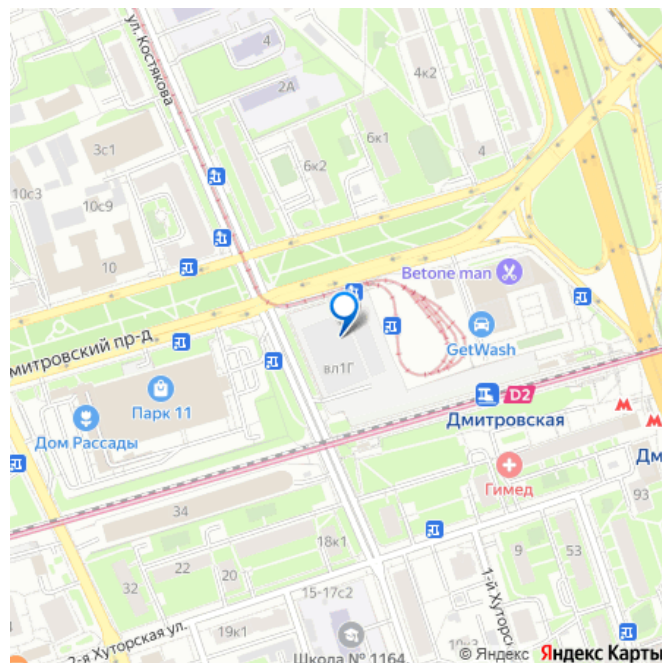 ул. Костякова
4
2А
4к2
3с1
6к1
6к2
4
10с3
10с9
10
Betone man
GetWash
митровский пр-д
вл1Г
Парк 11
Дом Рассады
D2
Дмитровская
Дм
Гимед
93
34
18к1
9
53
22
32
20
15-17с2
1-й Хуторс
19к1
2-я Хуторская ул.
Школа № 1164
10к3
© Яндекс Яндекс Карты